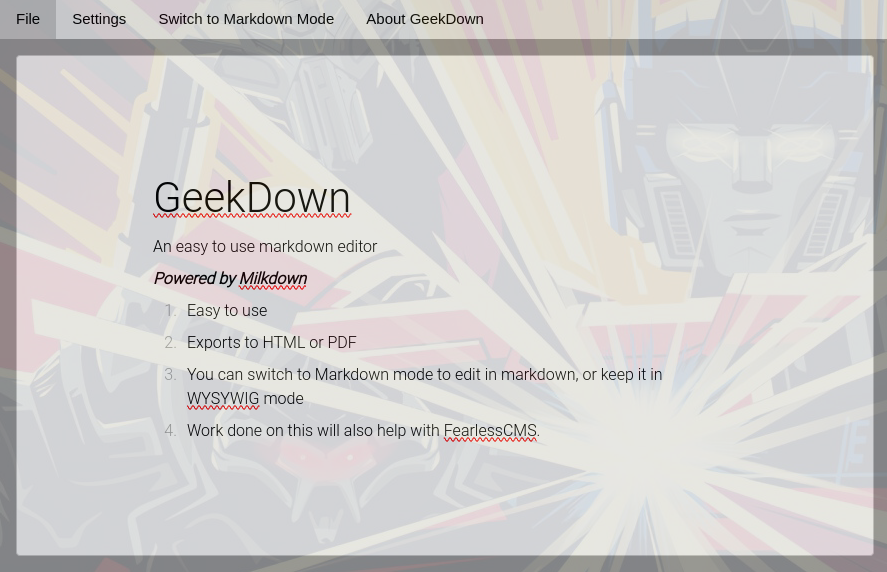 File Settings Switch to Markdown Mode About GeekDown
GeekDown
An easy to use markdown editor
Powered by Milkdown
1. Easy to use
2. Exports to HTML or PDF
3. You can switch to Markdown mode to edit in markdown, or keep it in
WYSYWIG mode
4. Work done on this will also help with FearlessCMS.